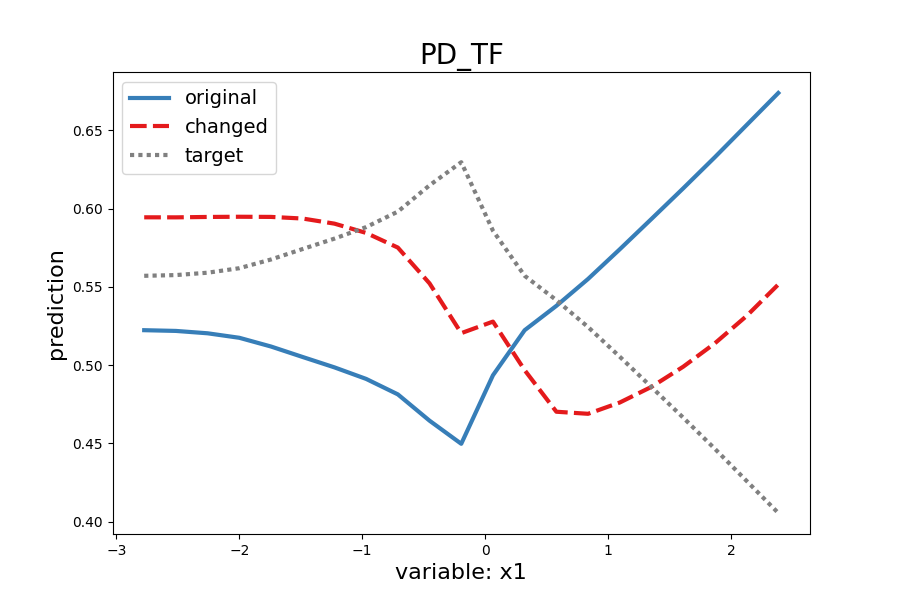 PD_TF
original
changed
target
prediction
0.65
0.60
0.55
0.50
0.45
0.40
−3
−2
−1
0
1
2
variable: x1